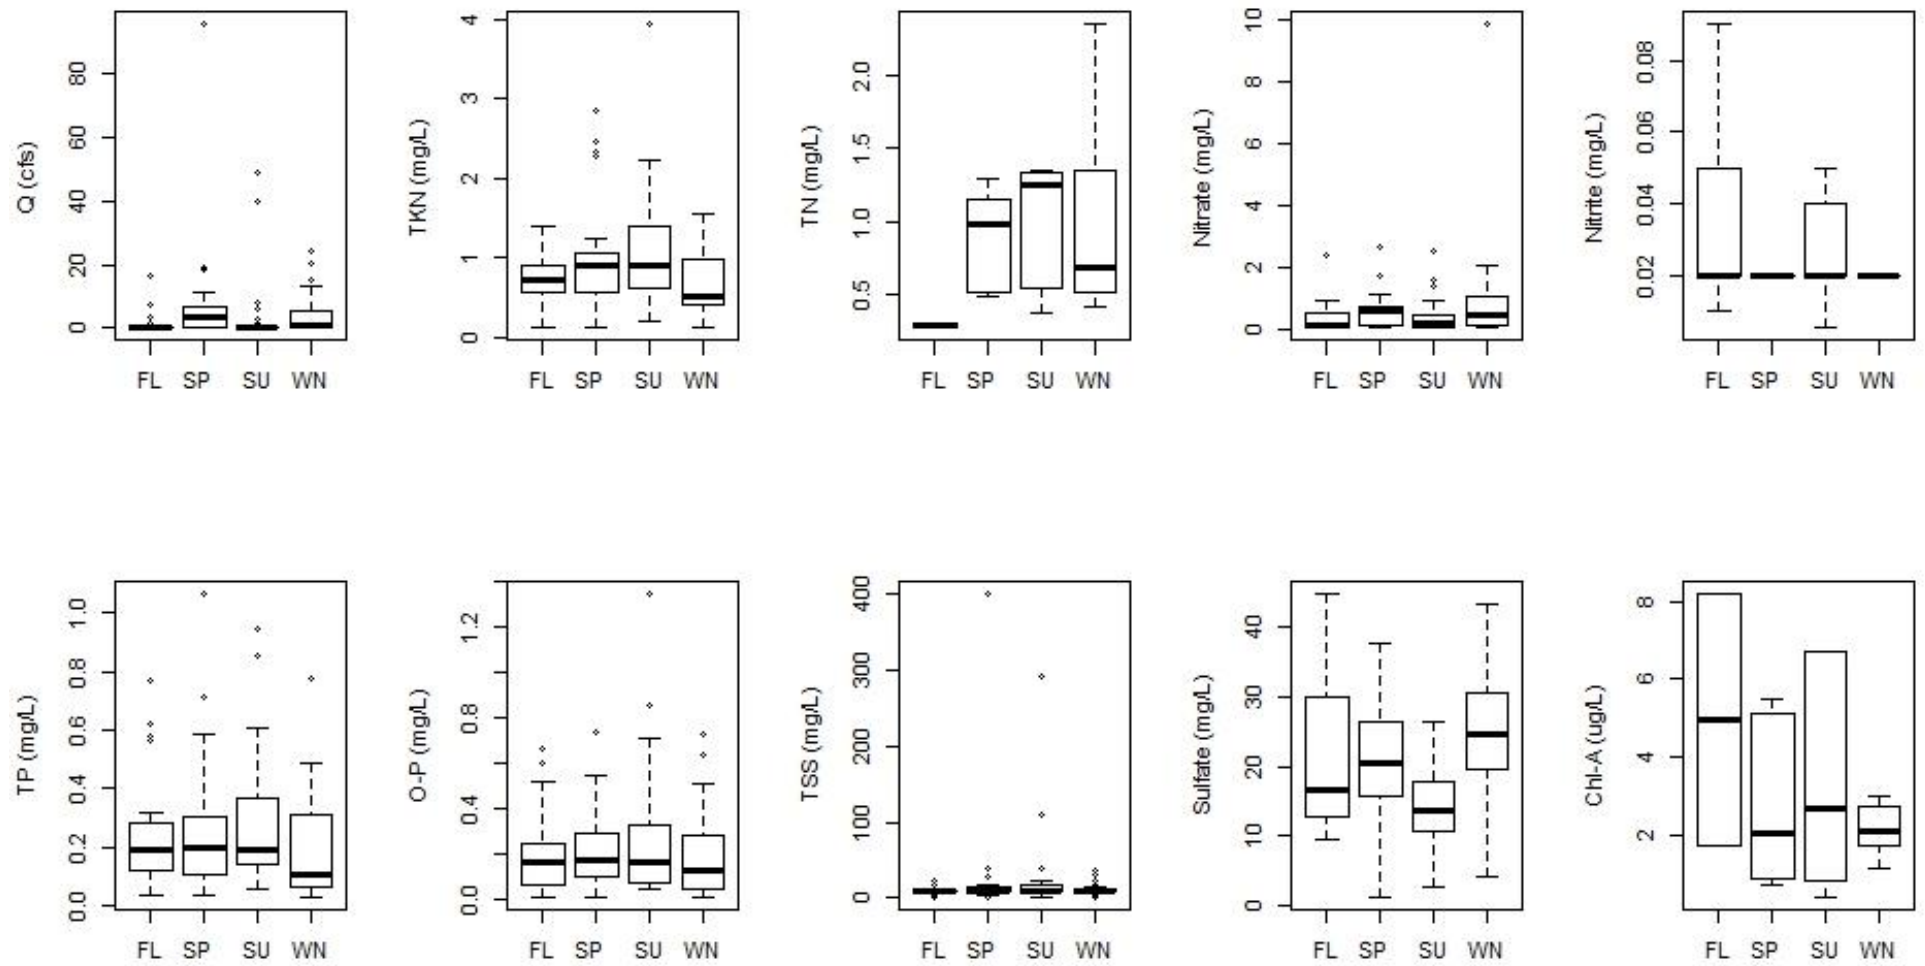 Q (cfs)
0 20 40 60 80
FL SP SU WN
TKN (mg/L)
0 1 2 3 4
FL SP SU WN
TN (mg/L)
0.5 1.0 1.5 2.0
FL SP SU WN
Nitrate (mg/L)
0 2 4 6 8 10
FL SP SU WN
Nitrite (mg/L)
0.02 0.04 0.06 0.08
FL SP SU WN
TP (mg/L)
0.0 0.2 0.4 0.6 0.8 1.0
FL SP SU WN
O-P (mg/L)
0.0 0.4 0.8 1.2
FL SP SU WN
TSS (mg/L)
0 100 200 300 400
FL SP SU WN
Sulfate (mg/L)
0 10 20 30 40
FL SP SU WN
Chl-A (ug/L)
2 4 6 8
FL SP SU WN